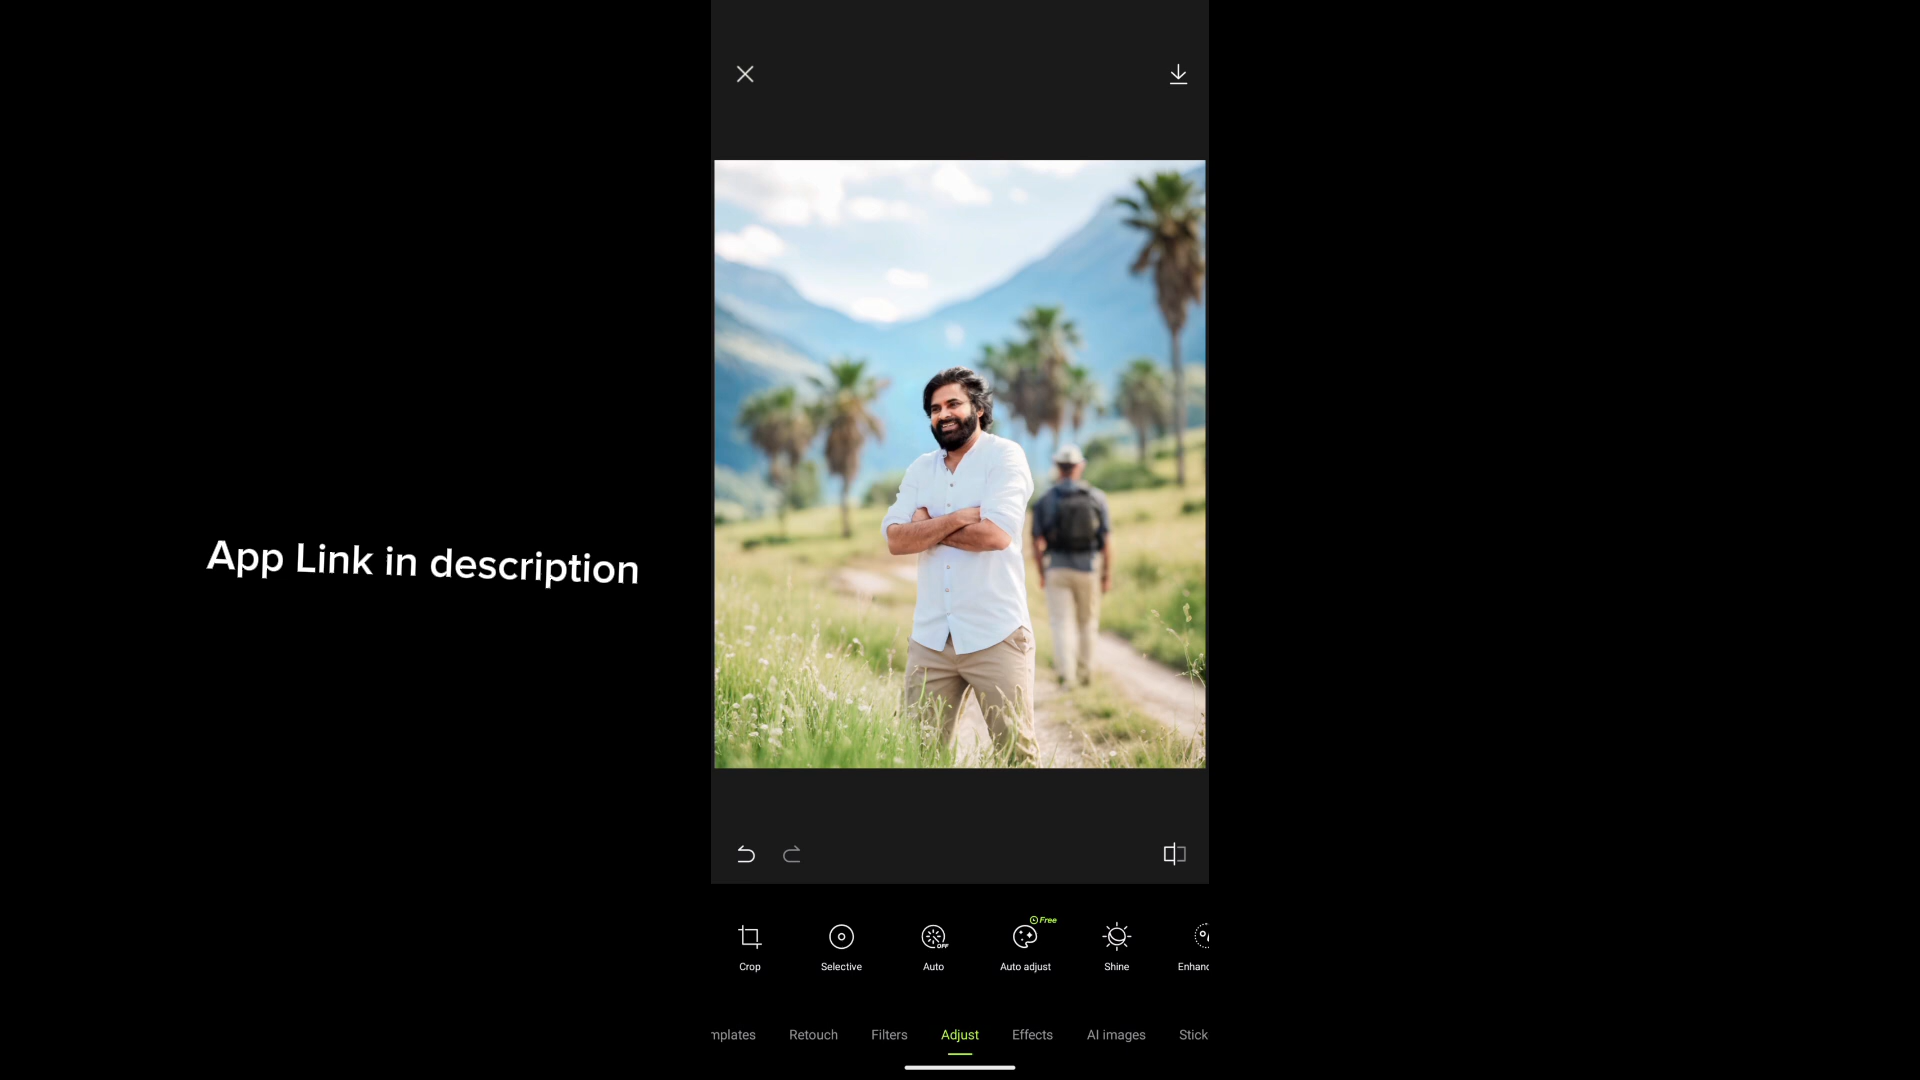 App Link in description
Free
OFF
Crop
Selective
Auto
Auto adjust
Shine
Enhanc
mplates
Retouch
Filters
Adjust
Effects
AI images
Stick